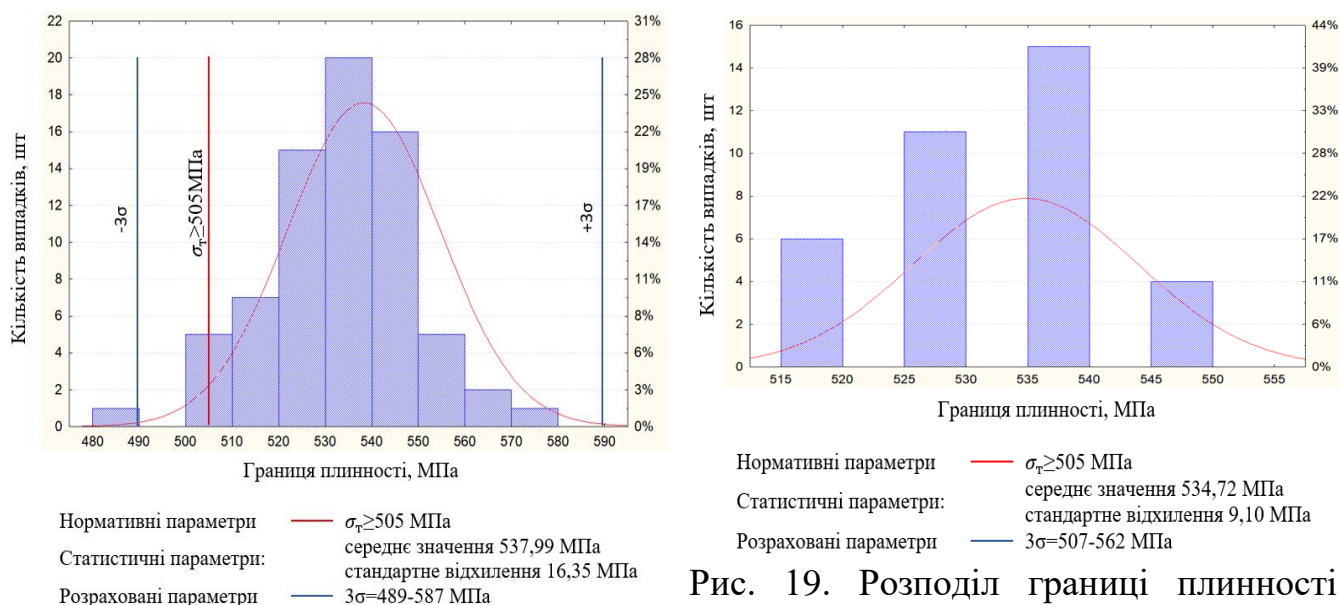 22
20
18
16
14
12
10
8
6
4
2
0
31%
28%
25%
22%
19%
17%
14%
11%
8%
6%
3%
0%
Кількість випадків, шт
-3σ
σт≥505МПа
+3σ
480 490 500 510 520 530 540 550 560 570 580 590
Границя плинності, МПа
Нормативні параметри σт≥505 МПа
Статистичні параметри: середнє значення 537,99 МПа
стандартне відхилення 16,35 МПа
Розраховані параметри 3σ=489-587 МПа
16
14
12
10
8
6
4
2
0
44%
39%
33%
28%
22%
17%
11%
6%
0%
Кількість випадків, шт
515 520 525 530 535 540 545 550 555
Границя плинності, МПа
Нормативні параметри σт≥505 МПа
Статистичні параметри: середнє значення 534,72 МПа
стандартне відхилення 9,10 МПа
Розраховані параметри 3σ=507-562 МПа
Рис. 19. Розподіл границі плинності